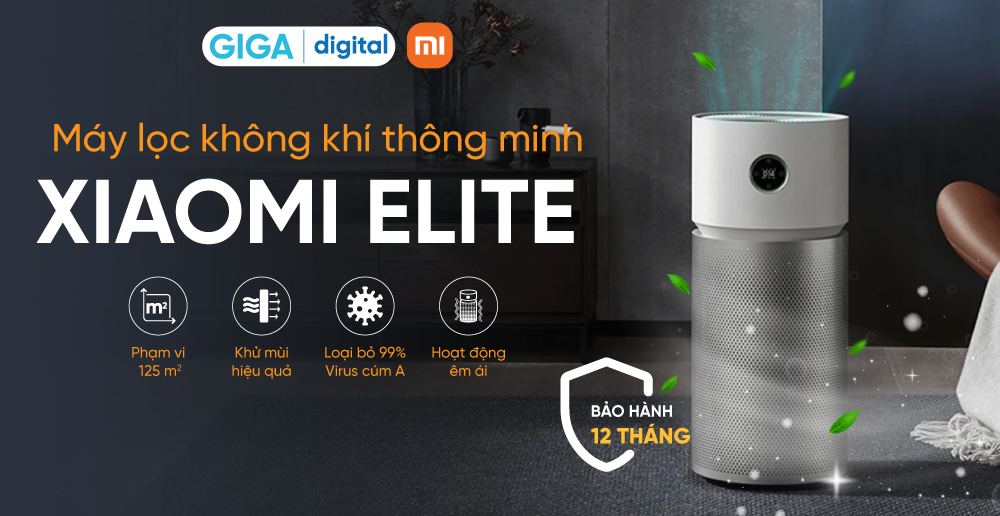 GIGA digital
mi
Máy lọc không khí thông minh
XIAOMI ELITE
m²
Phạm vi
125 m²
Khử mùi
hiệu quả
Loại bỏ 99%
Virus cúm A
Hoạt động
êm ái
BẢO HÀNH
12 THÁNG